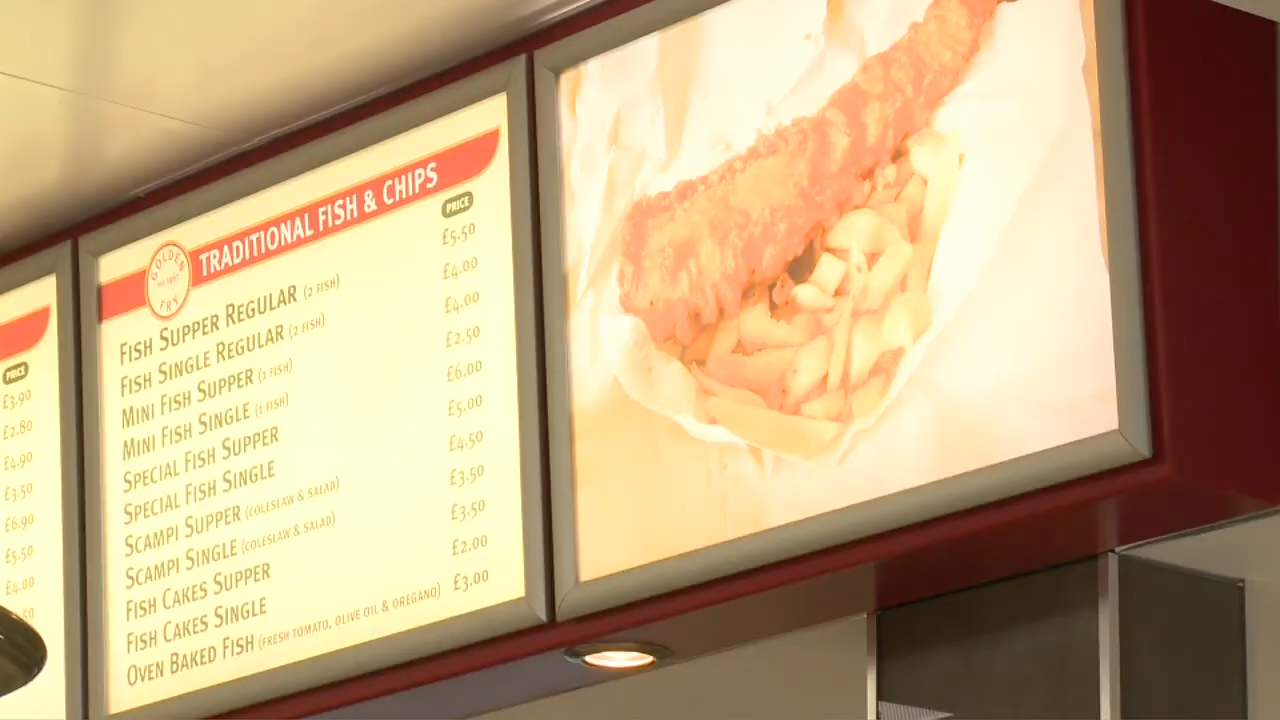 TRADITIONAL FISH & CHIPS
GOLDEN
FRY
PRICE
FISH SUPPER REGULAR (2 FISH) £5.50
FISH SINGLE REGULAR (2 FISH) £4.00
MINI FISH SUPPER (1 FISH) £4.00
MINI FISH SINGLE (1 FISH) £2.50
SPECIAL FISH SUPPER £6.00
SPECIAL FISH SINGLE £5.00
SCAMPI SUPPER (COLESLAW & SALAD) £4.50
SCAMPI SINGLE (COLESLAW & SALAD) £3.50
FISH CAKES SUPPER £3.50
FISH CAKES SINGLE £2.00
OVEN BAKED FISH (FRESH TOMATO, OLIVE OIL & OREGANO) £3.00
PRICE
£3.90
£2.80
£4.90
£3.50
£6.90
£5.50
£4.00